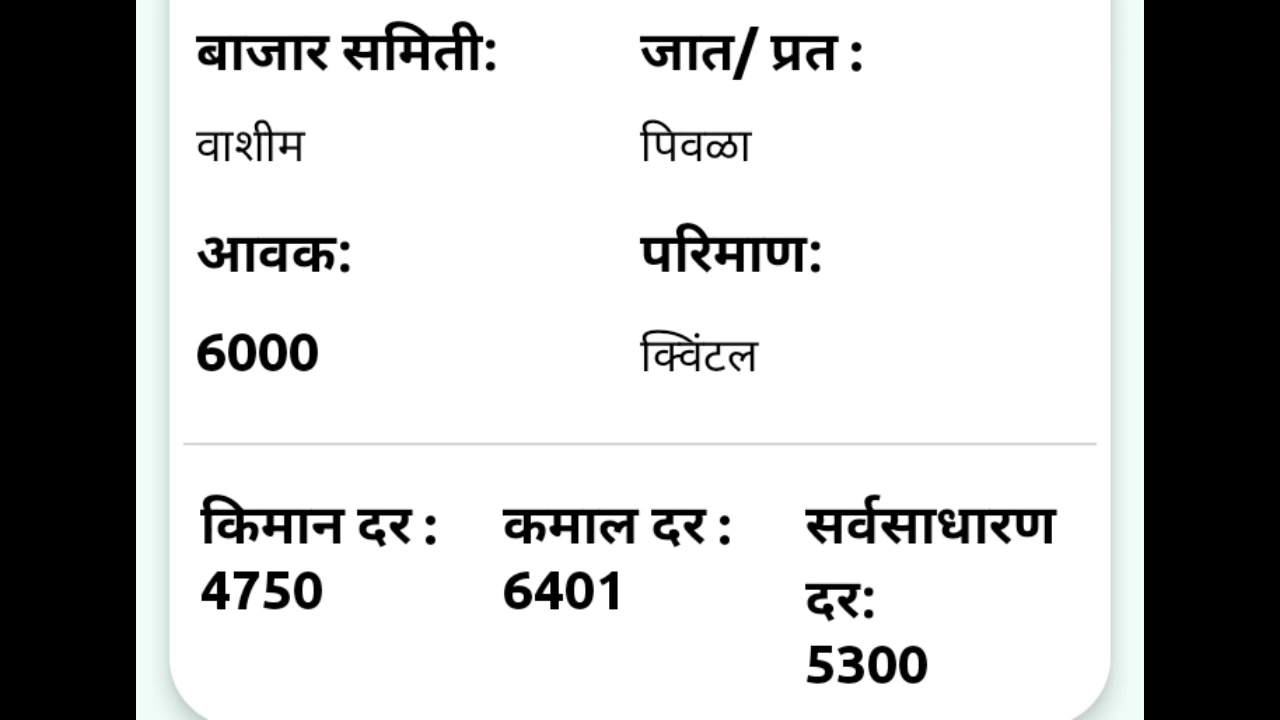 बाजार समिती:
जात/ प्रत :
वाशीम
पिवळा
आवक:
परिमाण:
6000
क्विंटल
किमान दर :
4750
कमाल दर :
6401
सर्वसाधारण
दर:
5300